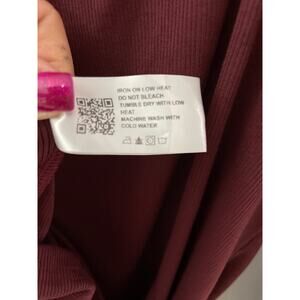 IRON ON LOW HEAT
DO NOT BLEACH
TUMBLE DRY WITH LOW
HEAT
MACHINE WASH WITH
COLD WATER